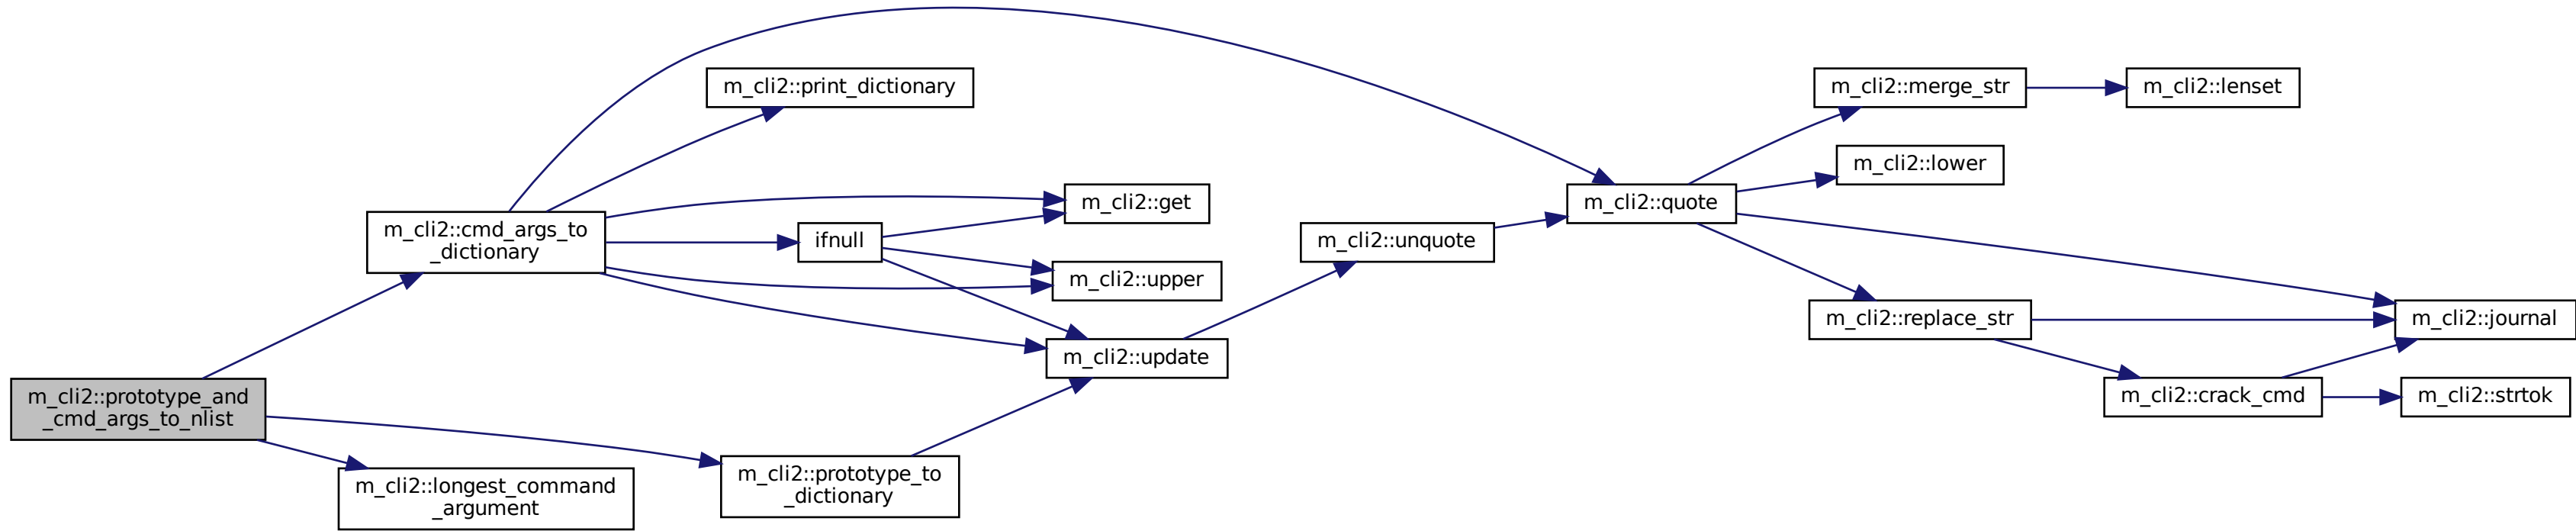 m_cli2::prototype_and
_cmd_args_to_nlist
m_cli2::cmd_args_to
_dictionary
m_cli2::longest_command
_argument
m_cli2::print_dictionary
ifnull
m_cli2::prototype_to
_dictionary
m_cli2::get
m_cli2::upper
m_cli2::update
m_cli2::unquote
m_cli2::quote
m_cli2::merge_str
m_cli2::lower
m_cli2::replace_str
m_cli2::lenset
m_cli2::crack_cmd
m_cli2::journal
m_cli2::strtok